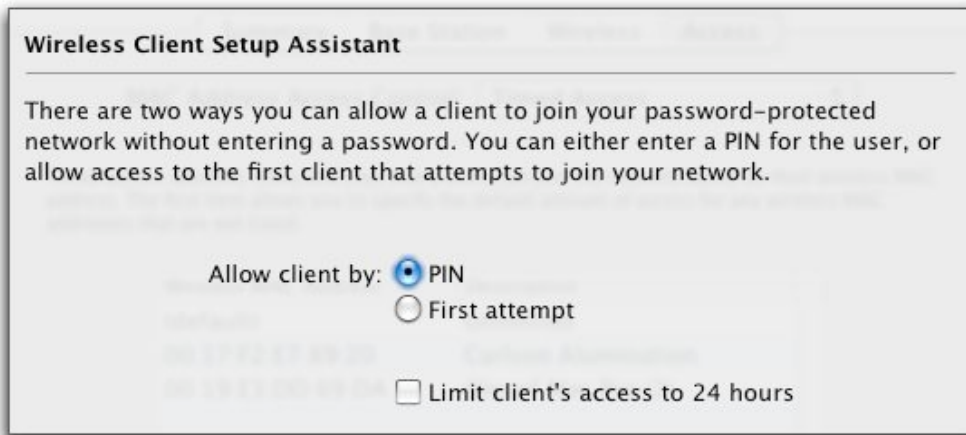 Wireless Client Setup Assistant
There are two ways you can allow a client to join your password-protected
network without entering a password. You can either enter a PIN for the user, or
allow access to the first client that attempts to join your network.
Allow client by: PIN
First attempt
Limit client's access to 24 hours